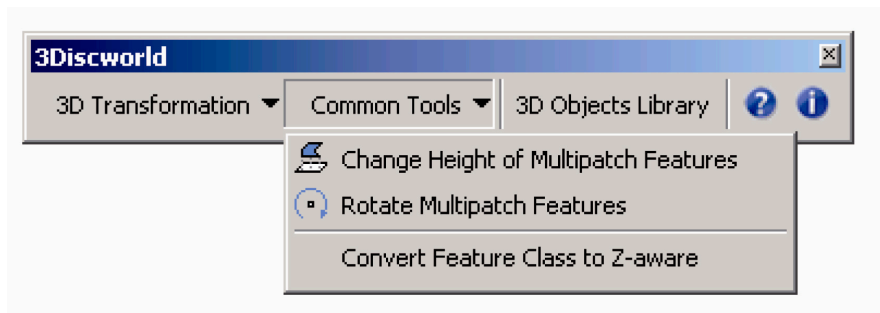 3Discworld
3D Transformation Common Tools 3D Objects Library
Change Height of Multipatch Features
Rotate Multipatch Features
Convert Feature Class to Z-aware